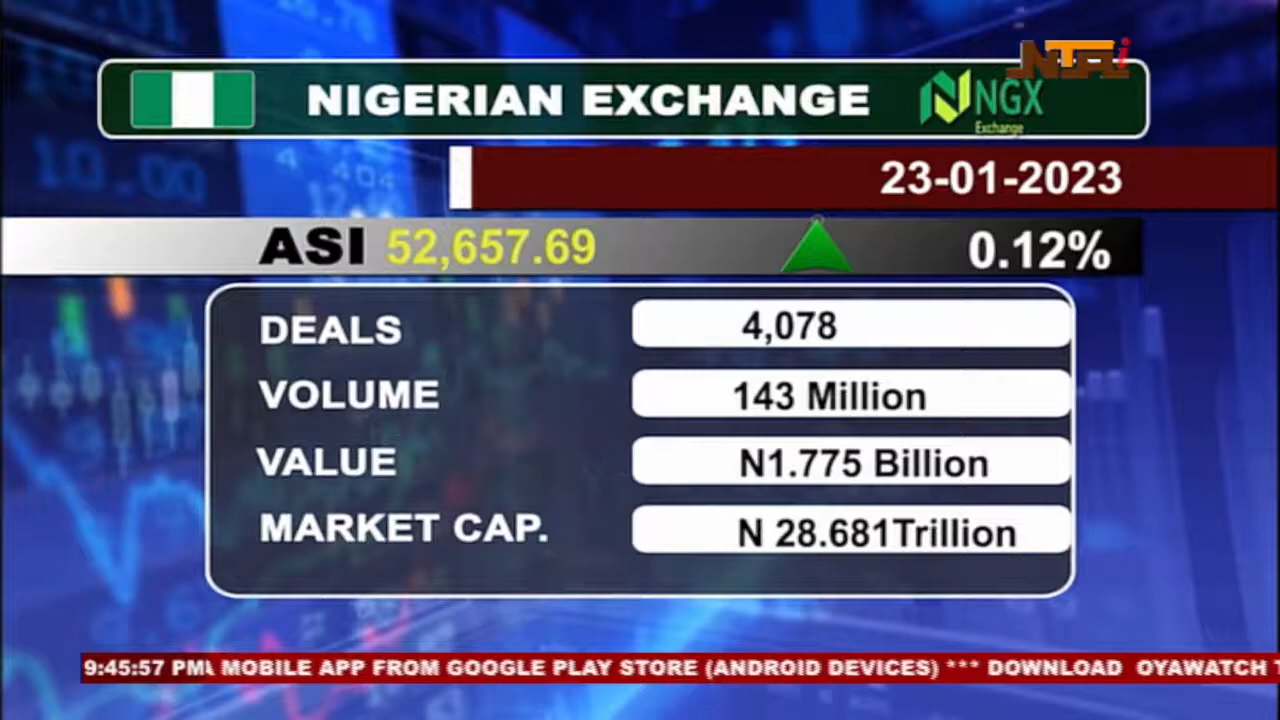 NTAi
NIGERIAN EXCHANGE
NGX
Exchange
23-01-2023
ASI 52,657.69 0.12%
DEALS 4,078
VOLUME 143 Million
VALUE N1.775 Billion
MARKET CAP. N 28.681Trillion
9:45:57 PM MOBILE APP FROM GOOGLE PLAY STORE (ANDROID DEVICES) *** DOWNLOAD OYAWATCH